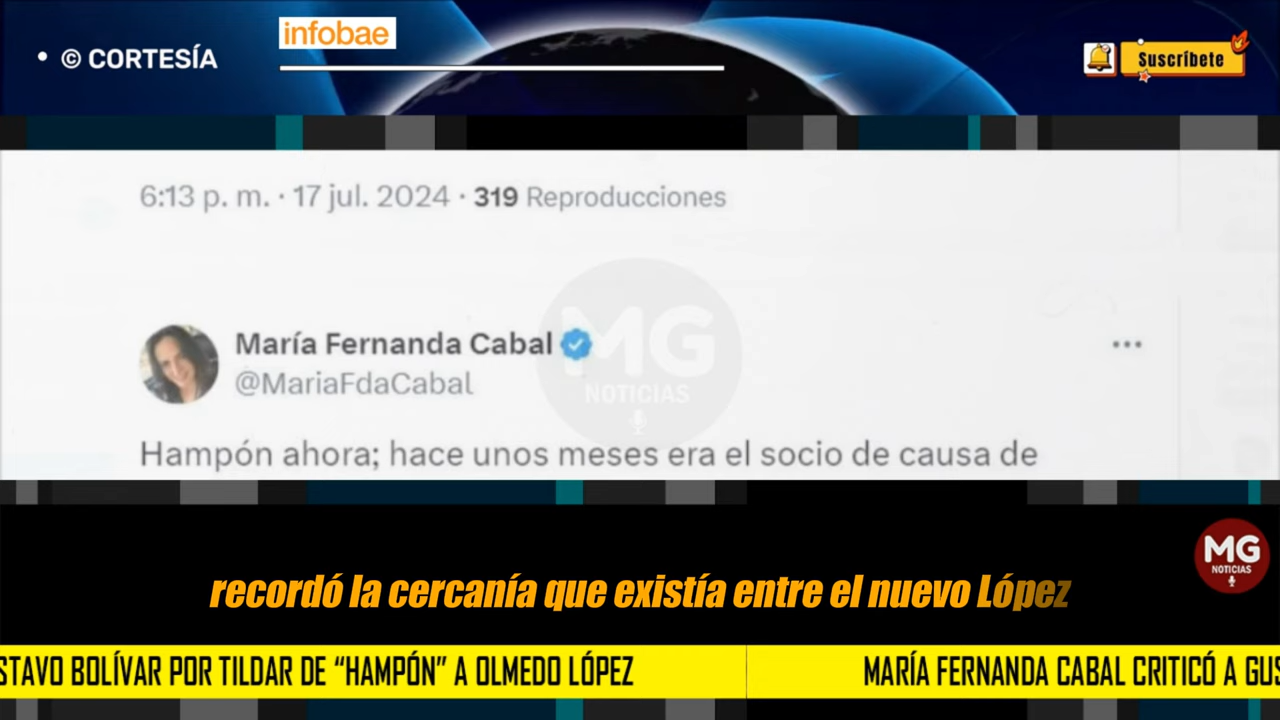 infobae
• © CORTESÍA
Suscríbete
6:13 p. m. · 17 jul. 2024 · 319 Reproducciones
María Fernanda Cabal
@MariaFdaCabal
MG
NOTICIAS
Hampón ahora; hace unos meses era el socio de causa de
MG
NOTICIAS
recordó la cercanía que existía entre el nuevo López
STAVO BOLÍVAR POR TILDAR DE “HAMPÓN” A OLMEDO LÓPEZ
MARÍA FERNANDA CABAL CRITICÓ A GUS